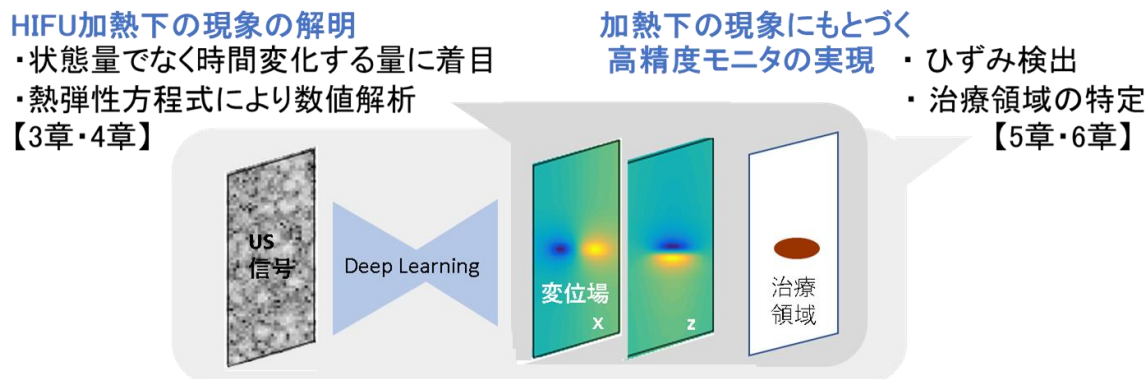 HIFU加熱下の現象の解明
・状態量でなく時間変化する量に着目
・熱弾性方程式により数値解析
【3章・4章】
加熱下の現象にもとづく
高精度モニタの実現
・ ひずみ検出
・ 治療領域の特定
【5章・6章】
US
信号
Deep Learning
変位場
x
z
治療
領域